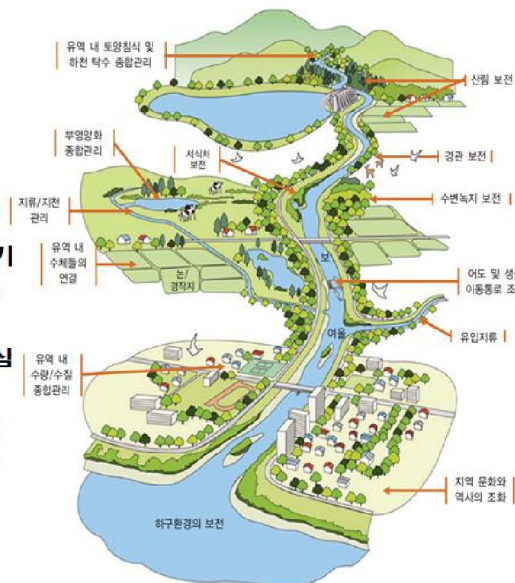 유역 내 토양침식 및
하천 탁수 종합관리
산림 보전
부영양화
종합관리
서식처
보전
경관 보전
지류/지천
관리
수변녹지 보전
기
유역 내
수체들의
연결
논/
경작지
보
어도 및 생
이동통로 조
여울
유입지류
심
유역 내
수량/수질
종합관리
지역 문화와
역사의 조화
하구환경의 보전